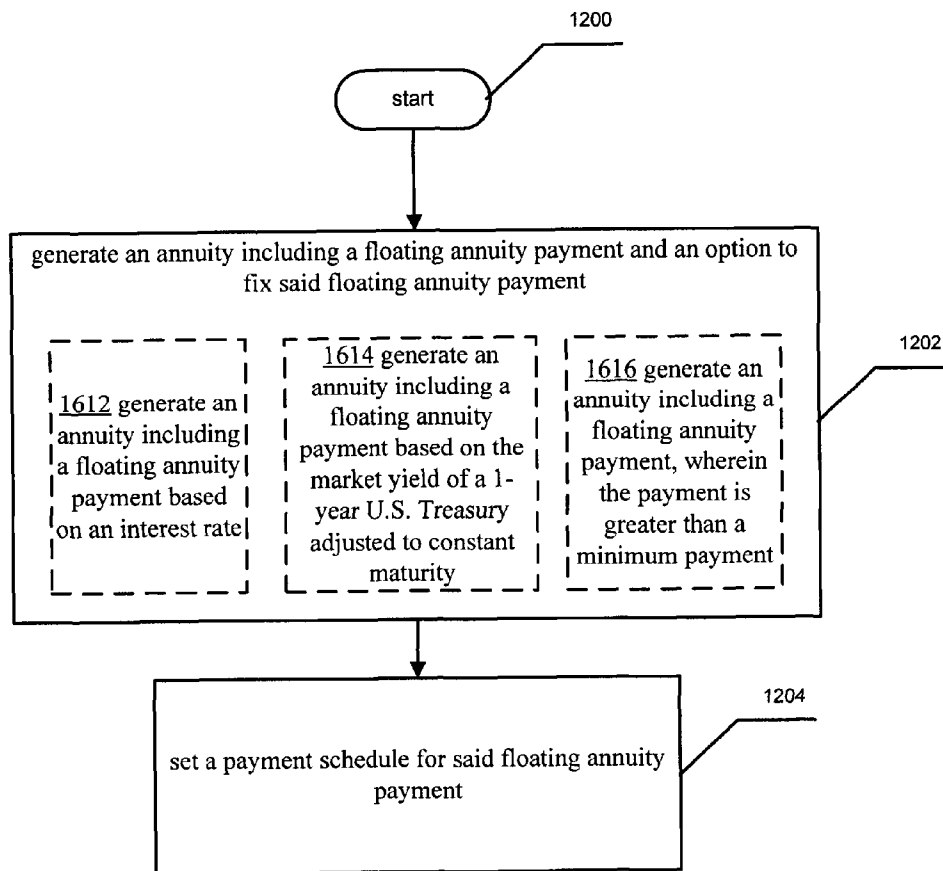 1200
start
generate an annuity including a floating annuity payment and an option to
fix said floating annuity payment
1202
1612 generate an
annuity including
a floating annuity
payment based
on an interest rate
1614 generate an
annuity including a
floating annuity
payment based on the
market yield of a 1-
year U.S. Treasury
adjusted to constant
maturity
1616 generate an
annuity including a
floating annuity
payment, wherein
the payment is
greater than a
minimum payment
1204
set a payment schedule for said floating annuity
payment